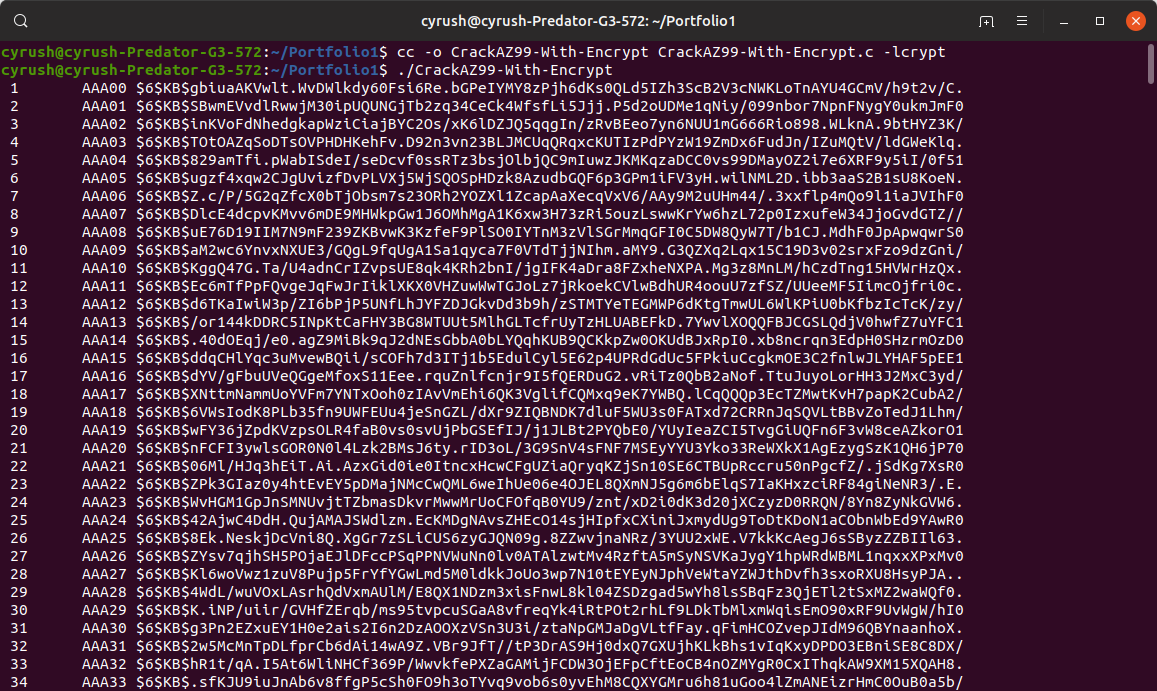 cyrush@cyrush-Predator-G3-572: ~/Portfolio1
cyrush@cyrush-Predator-G3-572:~/Portfolio1$ cc -o CrackAZ99-With-Encrypt CrackAZ99-With-Encrypt.c -lcrypt
cyrush@cyrush-Predator-G3-572:~/Portfolio1$ ./CrackAZ99-With-Encrypt
1 AAA00 $6$KB$gbiuaAKVwlt.WvDWlkdy60Fsi6Re.bGPeIYMY8zPjh6dKs0QLd5IZh3ScB2V3cNWKLoTnAYU4GCmV/h9t2v/C.
2 AAA01 $6$KB$SBwmEVvdlRwwjM30ipUQUNGjTb2zq34CeCk4WfsfLi5Jjj.P5d2oUDMe1qNiy/099nbor7NpnFNygY0ukmJmF0
3 AAA02 $6$KB$inKVoFdNhedgkapWziCiajBYC2Os/xK6lDZJQ5qqgIn/zRvBEeo7yn6NUU1mG666Rio898.WLknA.9btHYZ3K/
4 AAA03 $6$KB$TOtOAZqSoDTsOVPHDHKehFv.D92n3vn23BLJMCUqQRqxcKUTIzPdPYzW19ZmDx6FudJn/IZuMQtV/ldGWeKlq.
5 AAA04 $6$KB$829amTfi.pWabISdeI/seDcvf0ssRTz3bsjOlbjQC9mIuwzJKMKqzaDCC0vs99DMayOZ2i7e6XRF9y5iI/0f51
6 AAA05 $6$KB$ugzf4xqw2CJgUvizfDvPLVXj5WjSQOSpHDzk8AzudbGQF6p3GPm1iFV3yH.wilNML2D.ibb3aaS2B1sU8KoeN.
7 AAA06 $6$KB$Z.c/P/5G2qZfcX0bTjObsm7s23ORh2YOZXl1ZcapAaXecqVxV6/AAy9M2uUHm44/.3xxflp4mQo9l1iaJVIhF0
8 AAA07 $6$KB$DlcE4dcpvKMvv6mDE9MHWkpGw1J6OMhMgA1K6xw3H73zRi5ouzLswwKrYw6hzL72p0IzxufeW34JjoGvdGTZ//
9 AAA08 $6$KB$uE76D19IIM7N9mF239ZKBvwK3KzfeF9PlSO0IYTnM3zVlSGrMmqGFI0C5DW8QyW7T/b1CJ.MdhF0JpApwqwrS0
10 AAA09 $6$KB$aM2wc6YnvxNXUE3/GQgL9fqUgA1Sa1qyca7F0VTdTjjNIhm.aMY9.G3QZXq2Lqx15C19D3v02srxFzo9dzGni/
11 AAA10 $6$KB$KggQ47G.Ta/U4adnCrIZvpsUE8qk4KRh2bnI/jgIFK4aDra8FZxheNXPA.Mg3z8MnLM/hCzdTng15HVWrHzQx.
12 AAA11 $6$KB$Ec6mTfPpFQvgeJqFwJrIiklXKX0VHZuwWwTGJoLz7jRkoekCVlwBdhUR4oouU7zfSZ/UUeeMF5IimcOjfri0c.
13 AAA12 $6$KB$d6TKaIwiW3p/ZI6bPjP5UNfLhJYFZDJGkvDd3b9h/zSTMTYeTEGMWP6dKtgTmwUL6WlKPiU0bKfbzIcTcK/zy/
14 AAA13 $6$KB$/or144kDDRC5INpKtCaFHY3BG8WTUUt5MlhGLTcfrUyTzHLUABEFkD.7YwvlXOQQFBJCGSLQdjV0hwfZ7uYFC1
15 AAA14 $6$KB$.40dOEqj/e0.agZ9MiBk9qJ2dNEsGbbA0bLYQqhKUB9QCKkpZw0OKUdBJxRpI0.xb8ncrqn3EdpH0SHzrmOzD0
16 AAA15 $6$KB$ddqCHlYqc3uMvewBQii/sCOFh7d3ITj1b5EdulCyl5E62p4UPRdGdUc5FPkiuCcgkmOE3C2fnlwJLYHAF5pEE1
17 AAA16 $6$KB$dYV/gFbuUVeQGgeMfoxS11Eee.rquZnlfcnjr9I5fQERDuG2.vRiTz0QbB2aNof.TtuJuyoLorHH3J2MxC3yd/
18 AAA17 $6$KB$XNttmNammUoYVFm7YNTxOoh0zIAvVmEhi6QK3VglifCQMxq9eK7YWBQ.lCqQQQp3EcTZMwtKvH7papK2CubA2/
19 AAA18 $6$KB$6VWsIodK8PLb35fn9UWFEUu4jeSnGZL/dXr9ZIQBNDK7dluF5WU3s0FATxd72CRRnJqSQVLtBBvZoTedJ1Lhm/
20 AAA19 $6$KB$wFY36jZpdKVzpsOLR4faB0vs0svUjPbGSEfIJ/j1JLBt2PYQbE0/YUyIeaZCI5TvgGiUQFn6F3vW8ceAZkorO1
21 AAA20 $6$KB$nFCFI3ywlsGOR0N0l4Lzk2BMsJ6ty.rID3oL/3G9SnV4sFNF7MSEyYYU3Yko33ReWXkX1AgEzygSzK1QH6jP70
22 AAA21 $6$KB$06Ml/HJq3hEiT.Ai.AzxGid0ie0ItncxHcwCFgUZiaQryqKZjSn10SE6CTBUpRccru50nPgcfZ/.jSdKg7XsR0
23 AAA22 $6$KB$ZPk3GIaz0y4htEvEY5pDMajNMcCwQML6weIhUe06e4OJEL8QXmNJ5g6m6bElqS7IaKHxzciRF84giNeNR3/.E.
24 AAA23 $6$KB$WvHGM1GpJnSMNUvjtTZbmasDkvrMwwMrUoCFOfqB0YU9/znt/xD2i0dK3d20jXCzyzD0RRQN/8Yn8ZyNkGVW6.
25 AAA24 $6$KB$42AjwC4DdH.QujAMAJSWdlzm.EcKMDgNAvsZHEcO14sjHIpfxCXiniJxmydUg9ToDtKDoN1aCObnWbEd9YAwR0
26 AAA25 $6$KB$8Ek.NeskjDcVni8Q.XgGr7zSLiCUS6zyGJQN09g.8ZZwvjnaNRz/3YUU2xWE.V7kkKcAegJ6sSByzZZBIIl63.
27 AAA26 $6$KB$ZYsv7qjhSH5POjaEJlDFccPSqPPNVWuNn0lv0ATAlzwtMv4RzftA5mSyNSVKaJygY1hpWRdWBML1nqxxXPxMv0
28 AAA27 $6$KB$Kl6woVwz1zuV8Pujp5FrYfYGwLmd5M0ldkkJoUo3wp7N10tEYEyNJphVeWtaYZWJthDvfh3sxoRXU8HsyPJA..
29 AAA28 $6$KB$4WdL/wuVOxLAsrhQdVxmAUlM/E8QX1NDzm3xisFnwL8kl04ZSDzgad5wYh8lsSBqFz3QjETl2tSxMZ2waWQf0.
30 AAA29 $6$KB$K.iNP/uiir/GVHfZErqb/ms95tvpcuSGaA8vfreqYk4iRtPOt2rhLf9LDkTbMlxmWqisEmO90xRF9UvWgW/hI0
31 AAA30 $6$KB$g3Pn2EZxuEY1H0e2ais2I6n2DzAOOXzVSn3U3i/ztaNpGMJaDgVLtfFay.qFimHCOZvepJIdM96QBYnaanhoX.
32 AAA31 $6$KB$2w5McMnTpDLfprCb6dAi14wA9Z.VBr9JfT//tP3DrAS9Hj0dxQ7GXUjhKLkBhs1vIqKxyDPDO3EBniSE8C8DX/
33 AAA32 $6$KB$hR1t/qA.I5At6WliNHCf369P/WwvkfePXZaGAMijFCDW3OjEFpCftEoCB4nOZMYgR0CxIThqkAW9XM15XQAH8.
34 AAA33 $6$KB$.sfKJU9iuJnAb6v8ffgP5cSh0FO9h3oTYvq9vob6s0yvEhM8CQXYGMru6h81uGoo4lZmANEizrHmC0OuB0a5b/